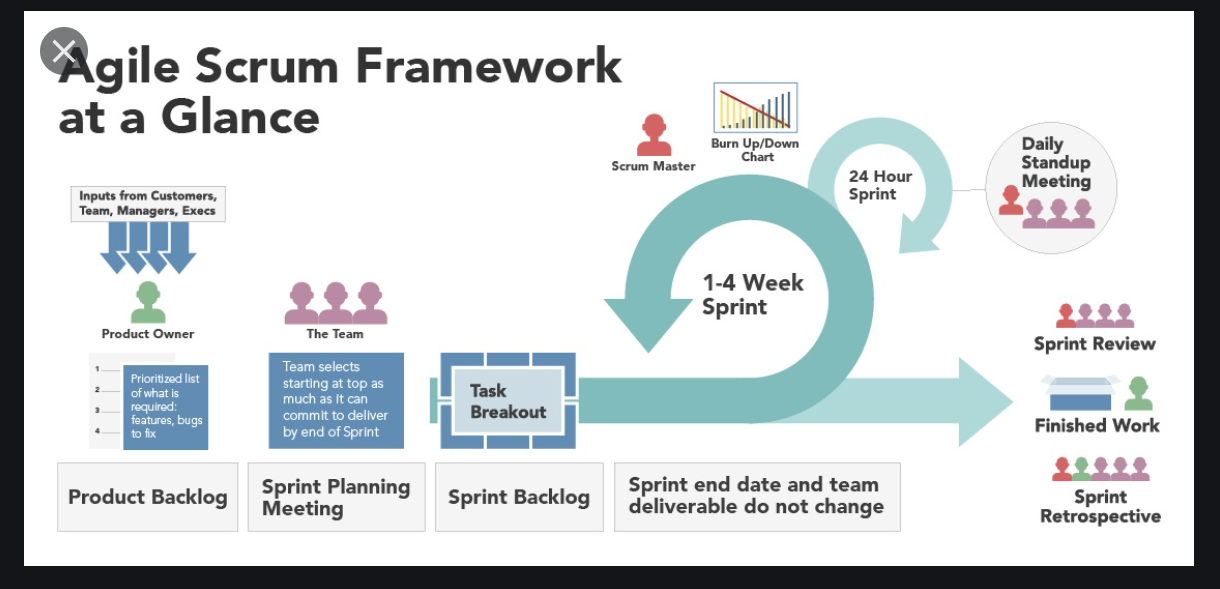 Agile Scrum Framework
at a Glance
Inputs from Customers,
Team, Managers, Execs
Product Owner
1
2
3
4
Prioritized list
of what is
required:
features, bugs
to fix
Product Backlog
The Team
Team selects
starting at top as
much as it can
commit to deliver
by end of Sprint
Sprint Planning
Meeting
Task
Breakout
Sprint Backlog
Scrum Master
Burn Up/Down
Chart
1-4 Week
Sprint
24 Hour
Sprint
Daily
Standup
Meeting
Sprint end date and team
deliverable do not change
Sprint Review
Finished Work
Sprint
Retrospective